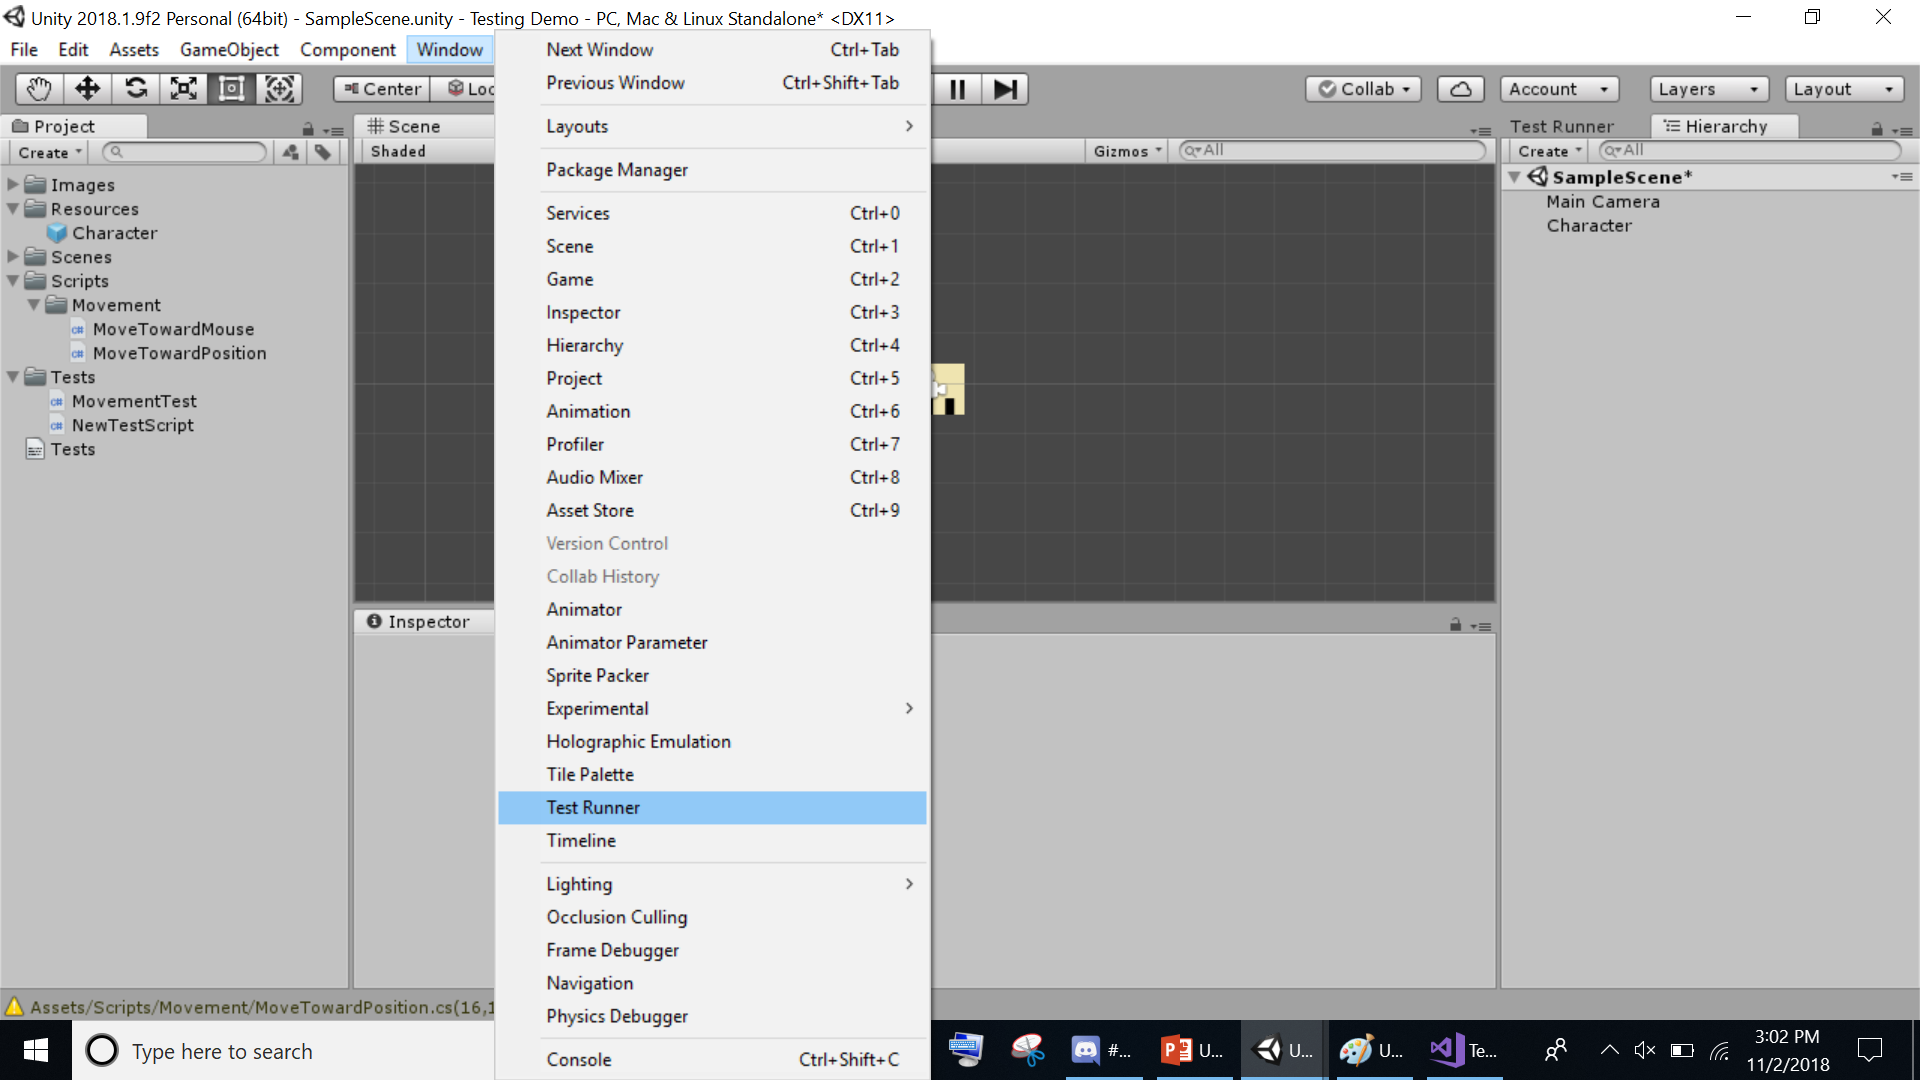 Unity 2018.1.9f2 Personal (64bit) - SampleScene.unity - Testing Demo - PC, Mac & Linux Standalone* <DX11>
File Edit Assets GameObject Component Window
Center Loc
Collab Account Layers Layout
Project
Create
Images
Resources
Character
Scenes
Scripts
Movement
MoveTowardMouse
MoveTowardPosition
Tests
MovementTest
NewTestScript
Tests
Scene
Shaded
Gizmos All
Inspector
Next Window Ctrl+Tab
Previous Window Ctrl+Shift+Tab
Layouts
Package Manager
Services Ctrl+0
Scene Ctrl+1
Game Ctrl+2
Inspector Ctrl+3
Hierarchy Ctrl+4
Project Ctrl+5
Animation Ctrl+6
Profiler Ctrl+7
Audio Mixer Ctrl+8
Asset Store Ctrl+9
Version Control
Collab History
Animator
Animator Parameter
Sprite Packer
Experimental
Holographic Emulation
Tile Palette
Test Runner
Timeline
Lighting
Occlusion Culling
Frame Debugger
Navigation
Physics Debugger
Console Ctrl+Shift+C
Test Runner Hierarchy
Create All
SampleScene*
Main Camera
Character
Assets/Scripts/Movement/MoveTowardPosition.cs(16,1
Type here to search
#... U... U... U... Te...
3:02 PM
11/2/2018